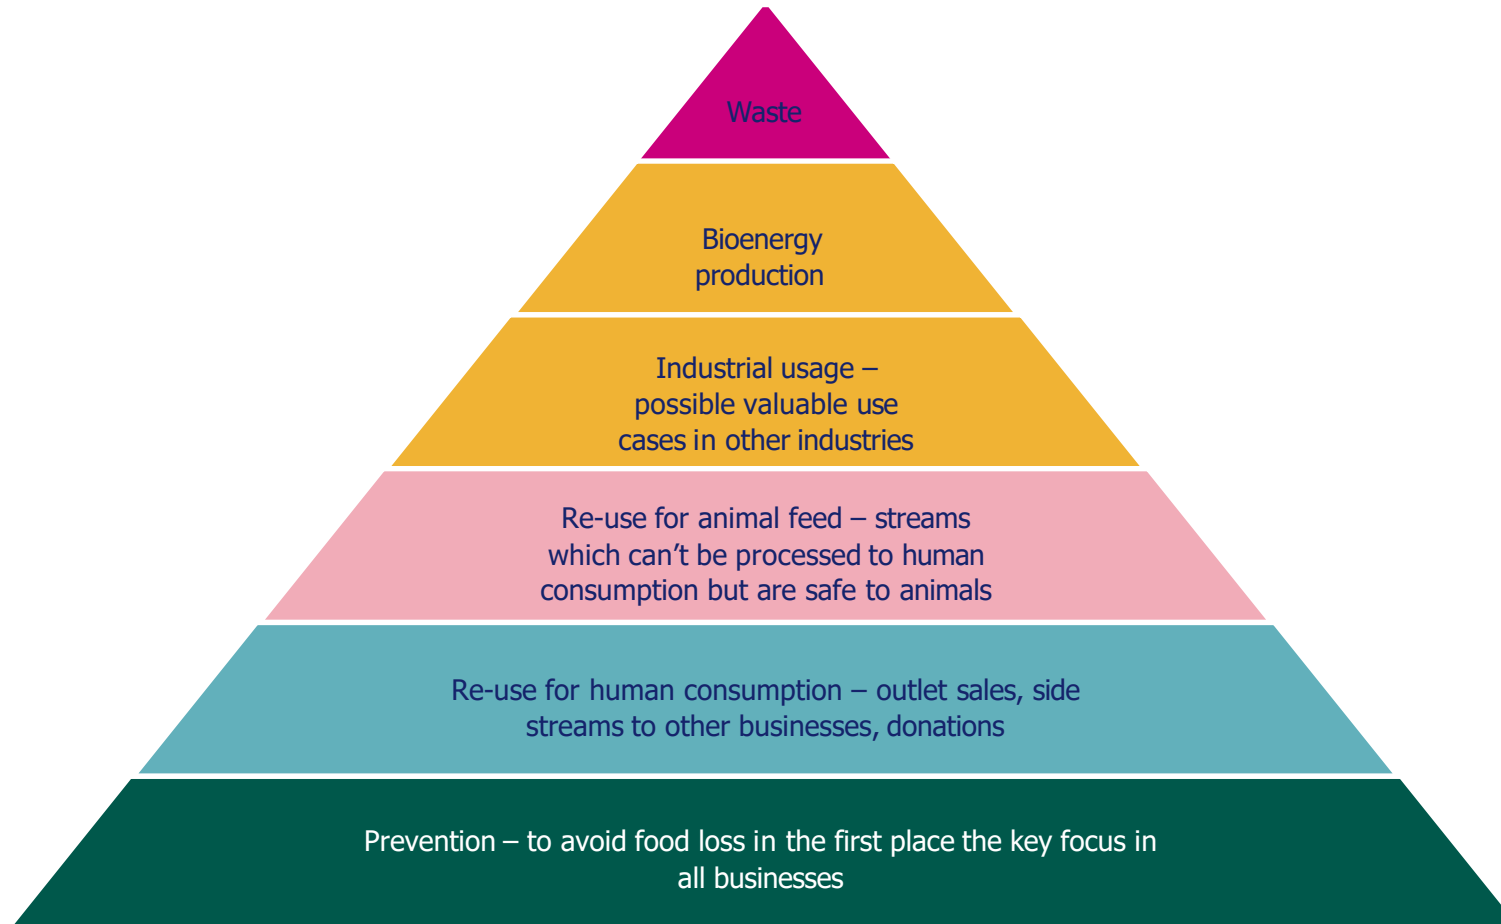 Waste
Bioenergy
production
Industrial usage –
possible valuable use
cases in other industries
Re-use for animal feed – streams
which can’t be processed to human
consumption but are safe to animals
Re-use for human consumption – outlet sales, side
streams to other businesses, donations
Prevention – to avoid food loss in the first place the key focus in
all businesses